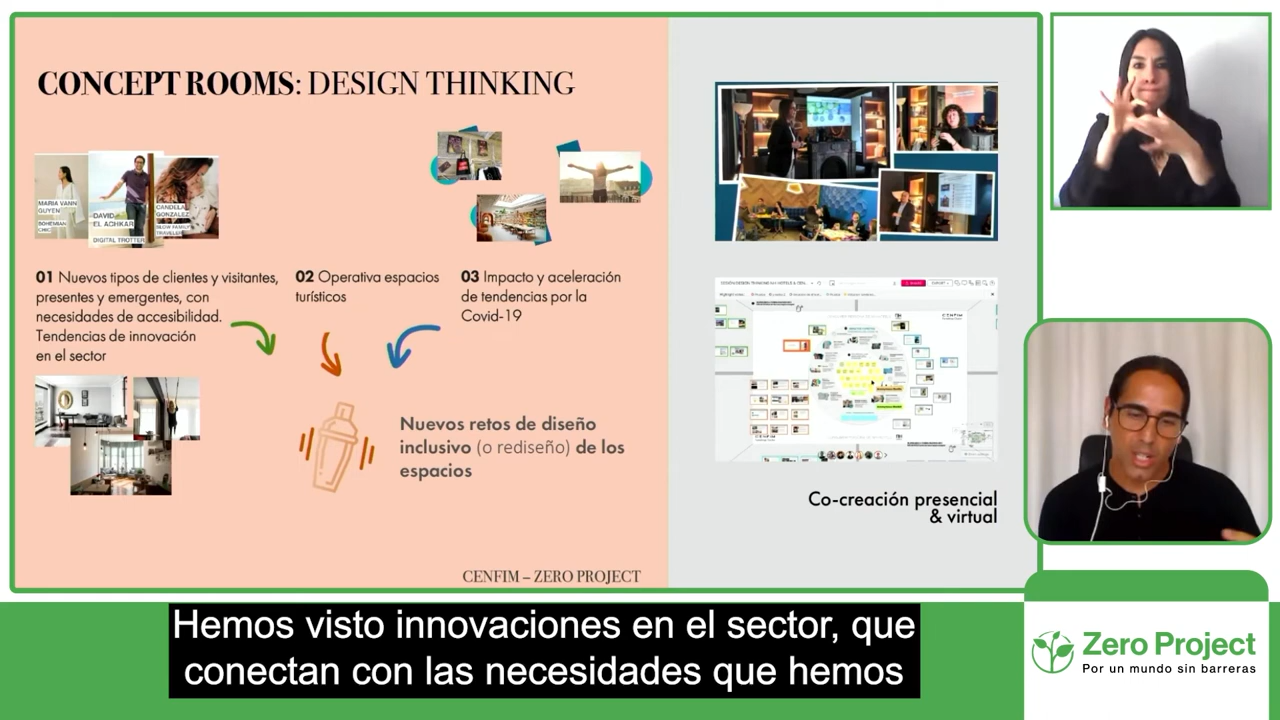 CONCEPT ROOMS: DESIGN THINKING
MARIA VANN
GUYEN
BOHEMIAN
CHIC
DAVID
EL ACHKAR
DIGITAL TROTTER
CANDELA
GONZALEZ
SLOW FAMILY
TRAVELER
01 Nuevos tipos de clientes y visitantes,
presentes y emergentes, con
necesidades de accesibilidad.
Tendencias de innovación
en el sector
02 Operativa espacios
turísticos
03 Impacto y aceleración
de tendencias por la
Covid-19
Nuevos retos de diseño
inclusivo (o rediseño) de los
espacios
CENFIM
CENFIM
Co-creación presencial
& virtual
CENFIM – ZERO PROJECT
Hemos visto innovaciones en el sector, que
conectan con las necesidades que hemos
Zero Project
Por un mundo sin barreras